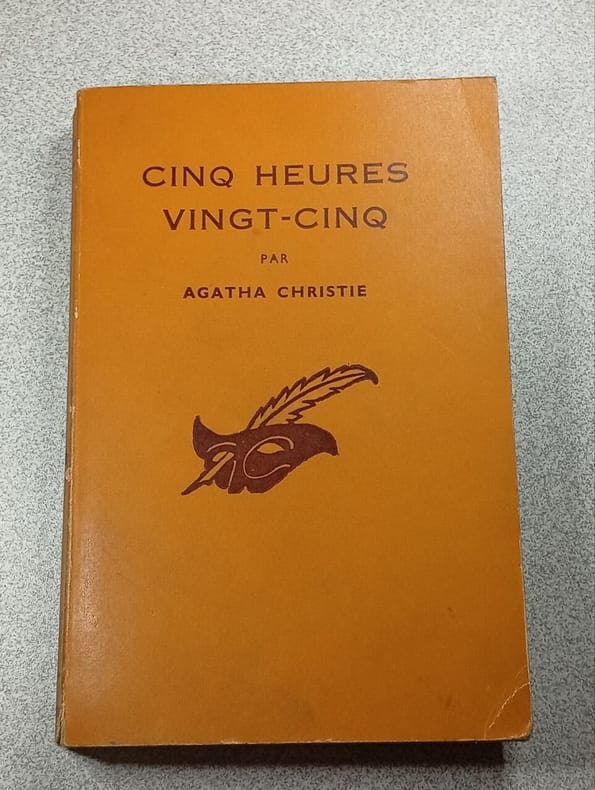 CINQ HEURES
VINGT-CINQ
PAR
AGATHA CHRISTIE